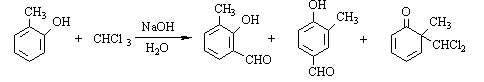 CH3
OH
+ CHCl3
NaOH
H2O
CH3
OH
CHO
+
OH
CH3
CHO
+
O
CH3
CHCl2